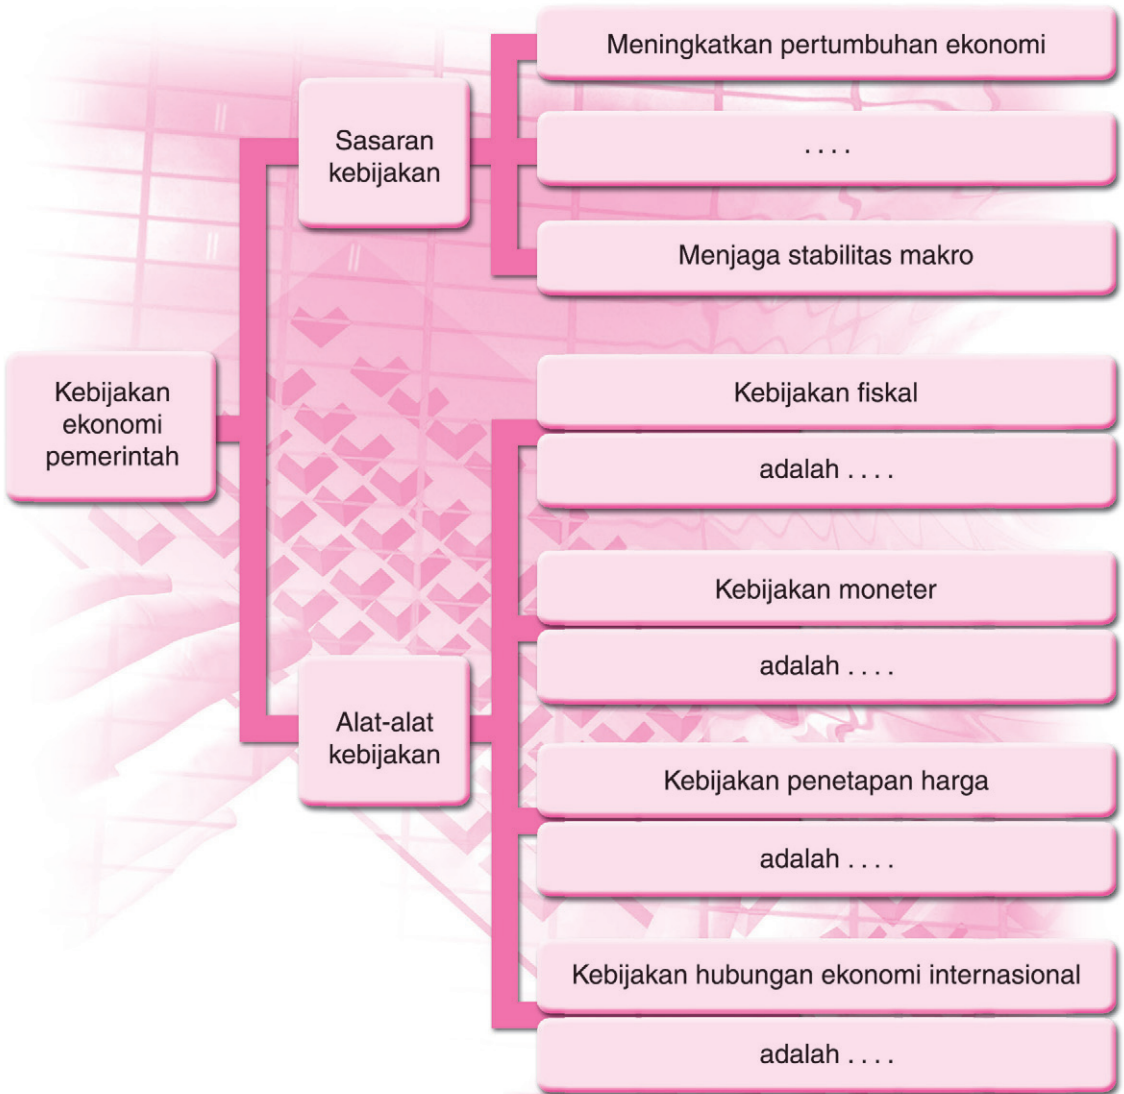 Kebijakan
ekonomi
pemerintah
Sasaran
kebijakan
Meningkatkan pertumbuhan ekonomi
. . . .
Menjaga stabilitas makro
Alat-alat
kebijakan
Kebijakan fiskal
adalah . . . .
Kebijakan moneter
adalah . . . .
Kebijakan penetapan harga
adalah . . . .
Kebijakan hubungan ekonomi internasional
adalah . . . .